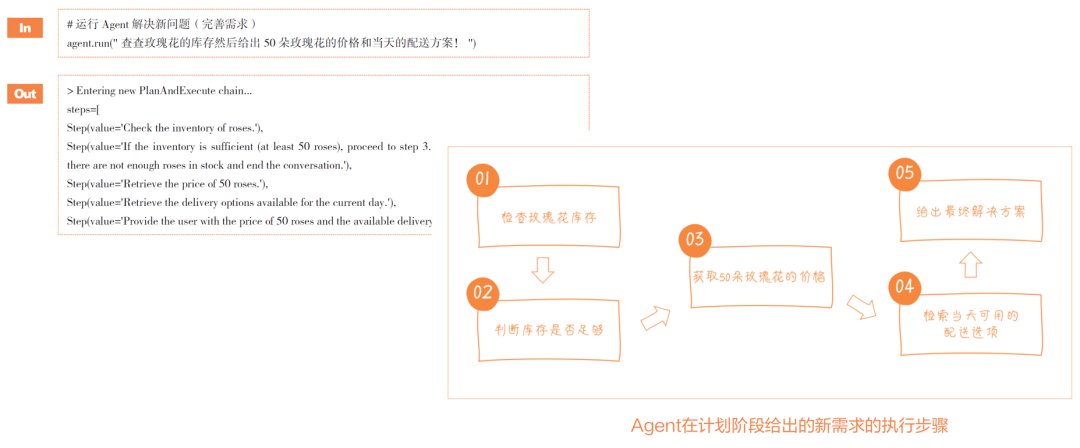 In
# 运行 Agent 解决新问题（完善需求）
agent.run(" 查查玫瑰花的库存然后给出 50 朵玫瑰花的价格和当天的配送方案！ ")
Out
> Entering new PlanAndExecute chain...
steps=[
Step(value='Check the inventory of roses.'),
Step(value='If the inventory is sufficient (at least 50 roses), proceed to step 3.
there are not enough roses in stock and end the conversation.'),
Step(value='Retrieve the price of 50 roses.'),
Step(value='Retrieve the delivery options available for the current day.'),
Step(value='Provide the user with the price of 50 roses and the available delivery
01
检查玫瑰花库存
02
判断库存是否足够
03
获取50朵玫瑰花的价格
04
检索当天可用的
配送选项
05
给出最终解决方案
Agent在计划阶段给出的新需求的执行步骤